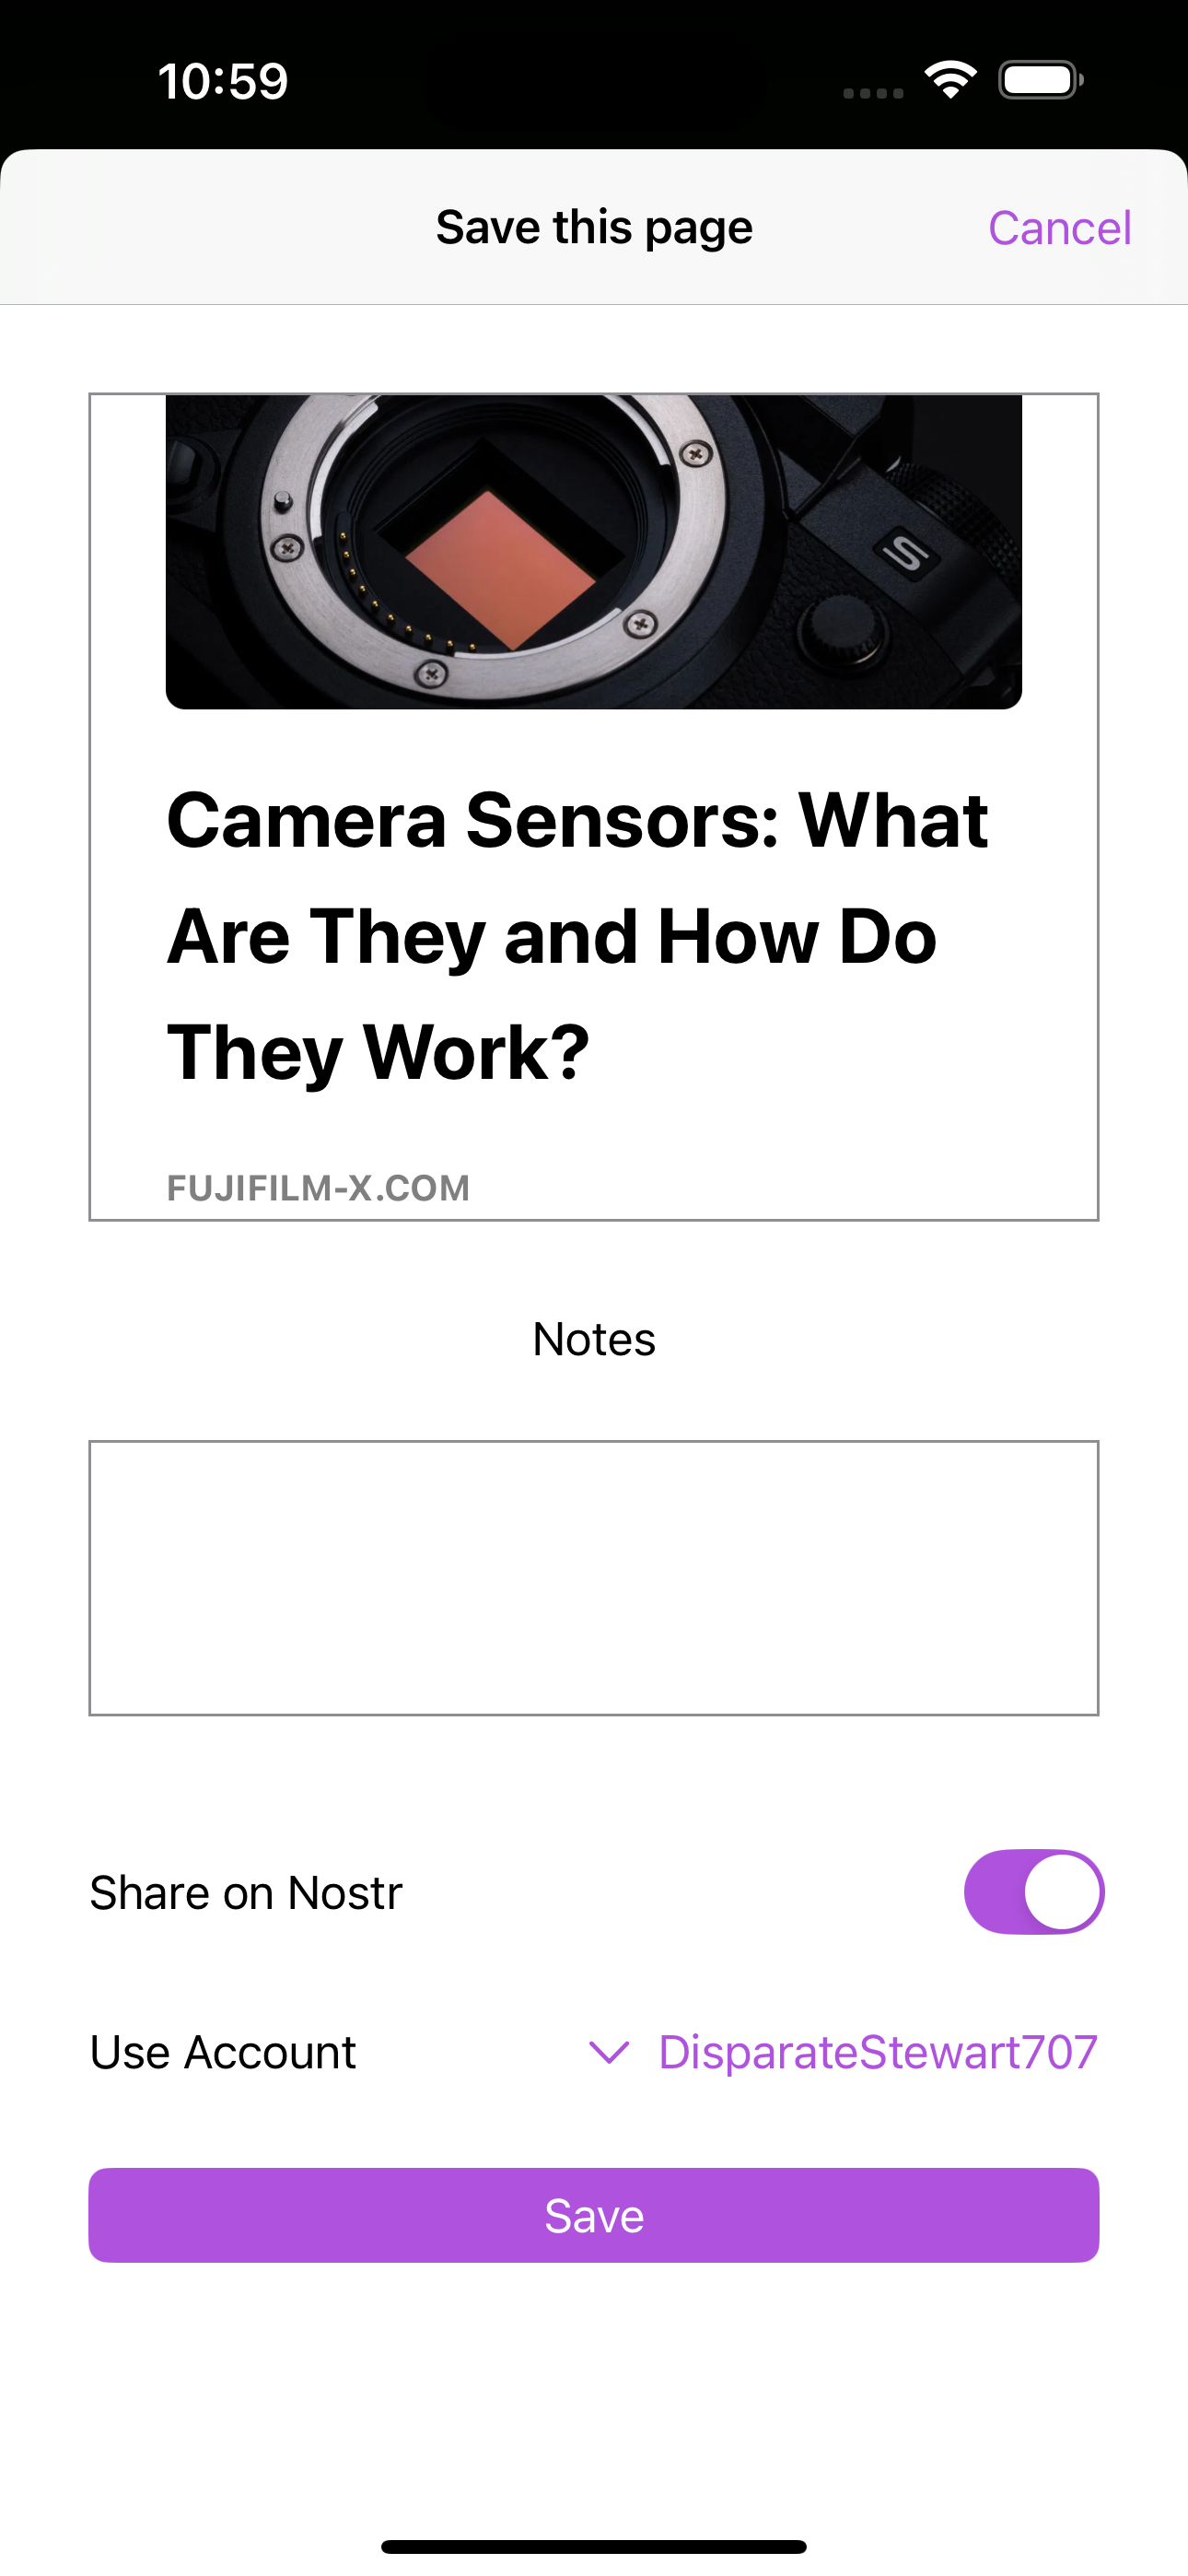 10:59
Save this page
Cancel
S
Camera Sensors: What
Are They and How Do
They Work?
FUJIFILM-X.COM
Notes
Share on Nostr
Use Account
DisparateStewart707
Save